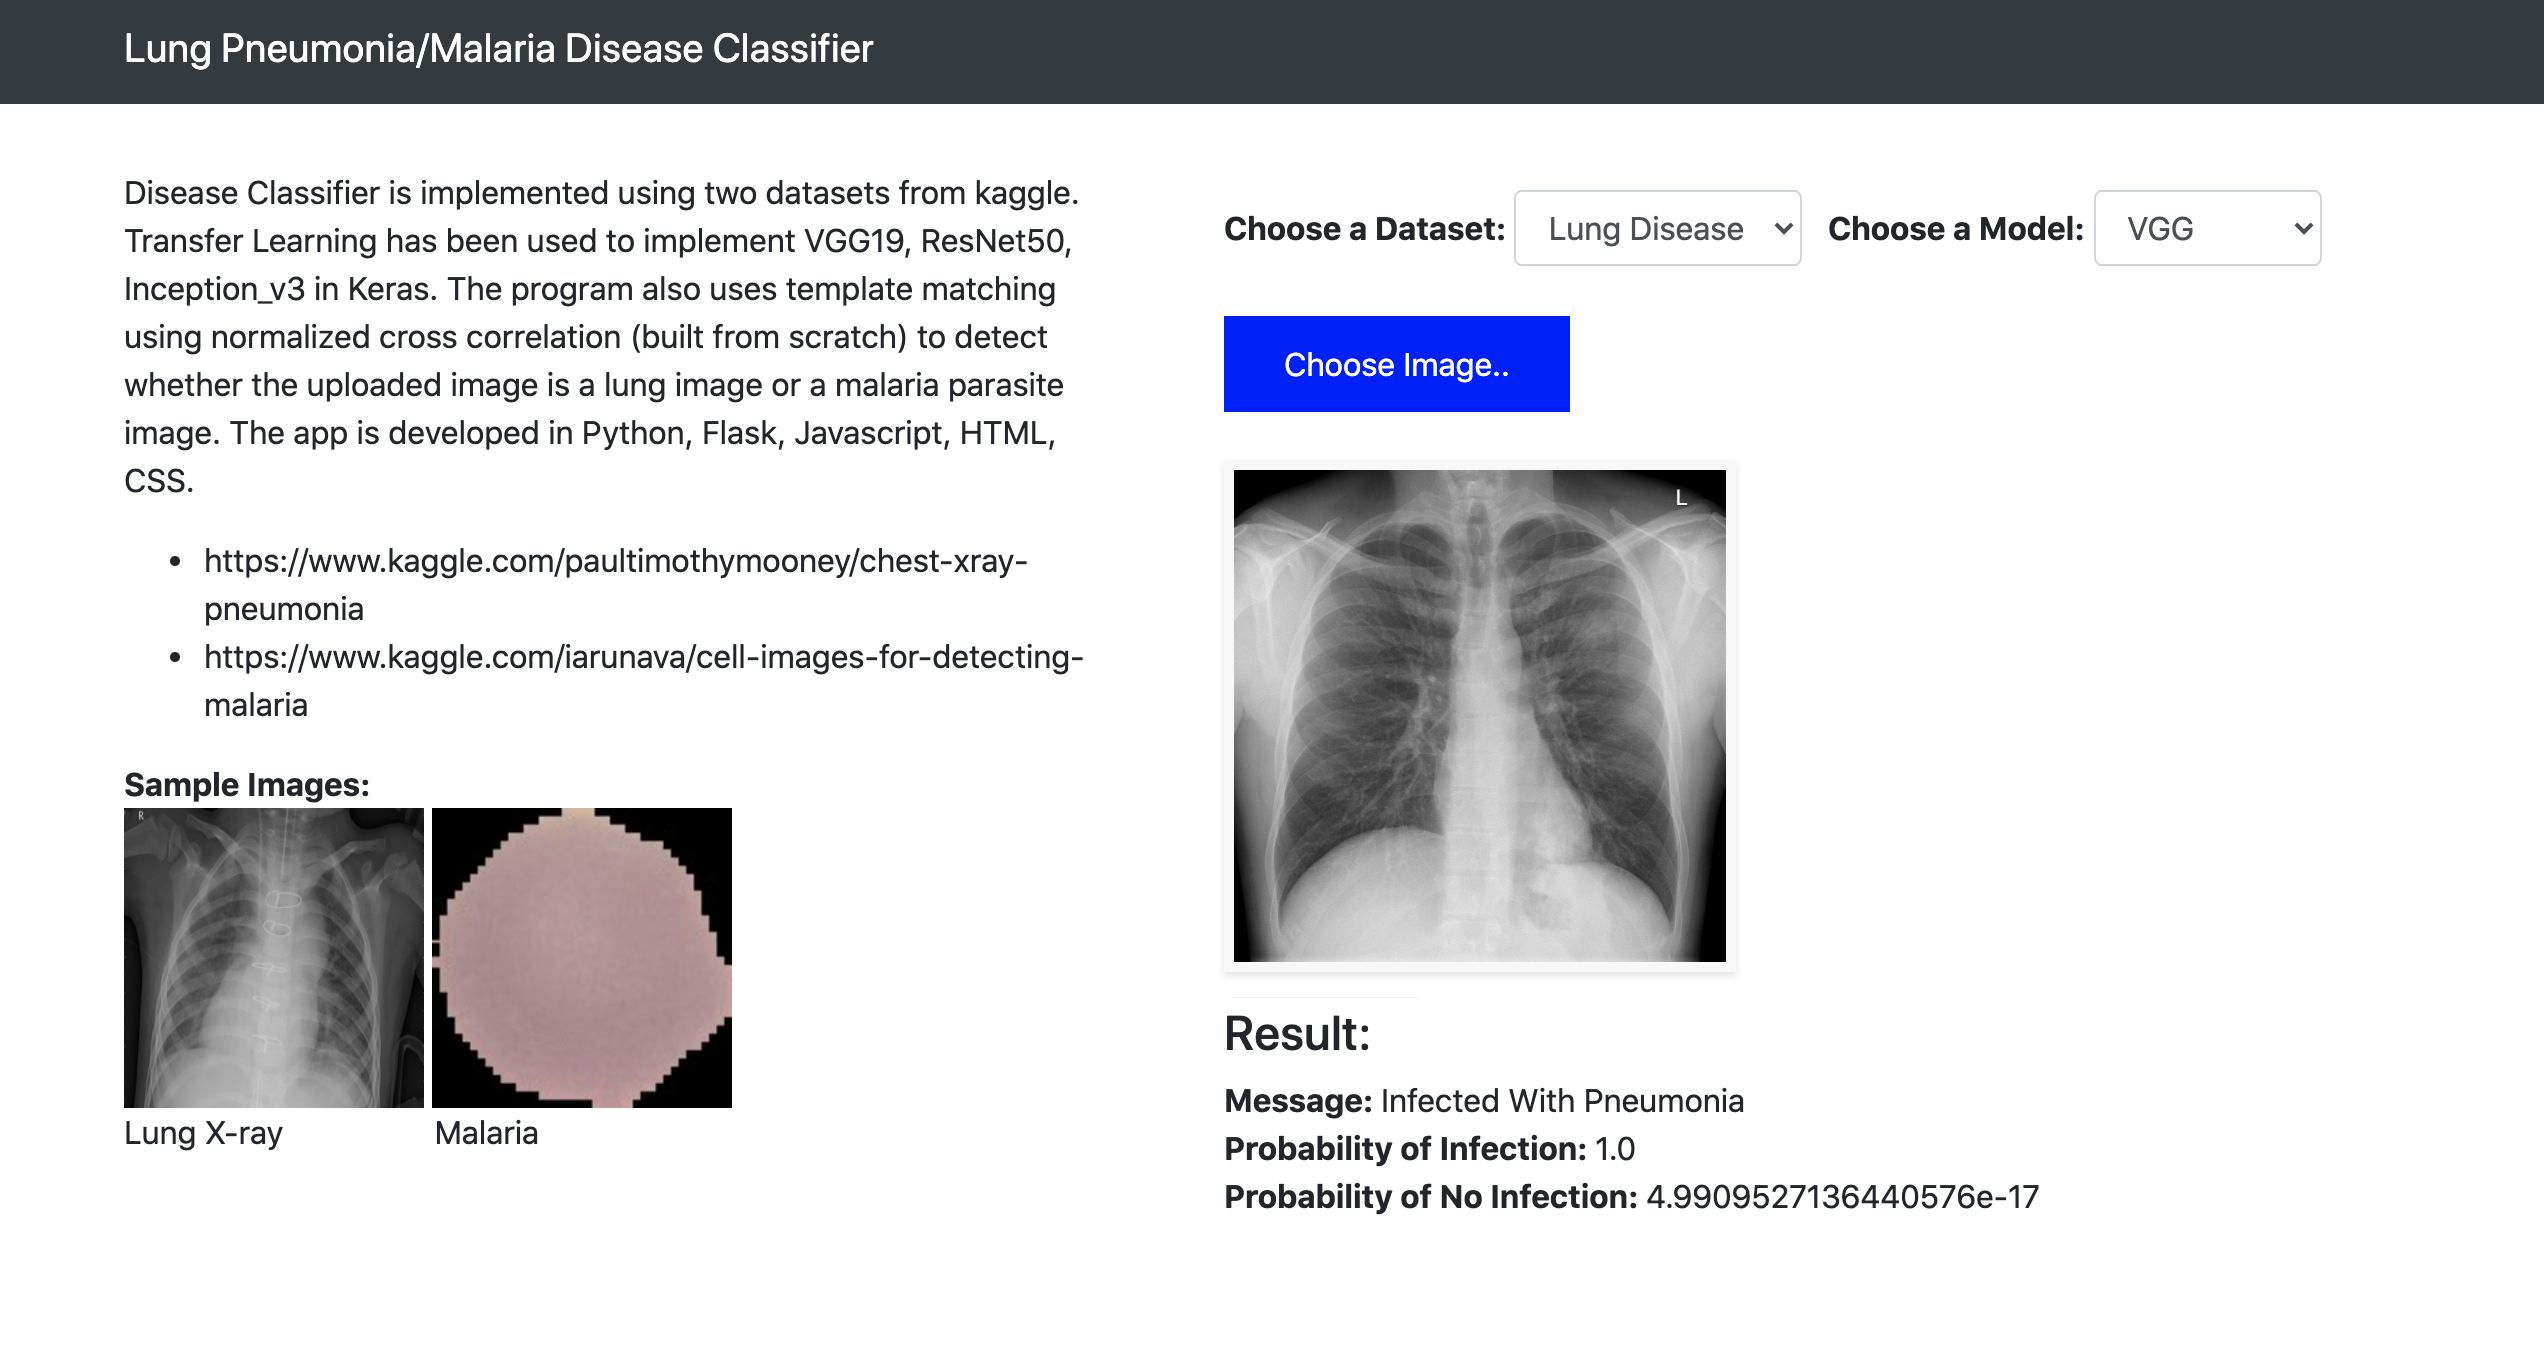 Lung Pneumonia/Malaria Disease Classifier
Disease Classifier is implemented using two datasets from kaggle.
Transfer Learning has been used to implement VGG19, ResNet50,
Inception_v3 in Keras. The program also uses template matching
using normalized cross correlation (built from scratch) to detect
whether the uploaded image is a lung image or a malaria parasite
image. The app is developed in Python, Flask, Javascript, HTML,
CSS.
• https://www.kaggle.com/paultimothymooney/chest-xray-
pneumonia
• https://www.kaggle.com/iarunava/cell-images-for-detecting-
malaria
Sample Images:
R
Lung X-ray Malaria
Choose a Dataset: Lung Disease Choose a Model: VGG
Choose Image..
L
Result:
Message: Infected With Pneumonia
Probability of Infection: 1.0
Probability of No Infection: 4.9909527136440576e-17